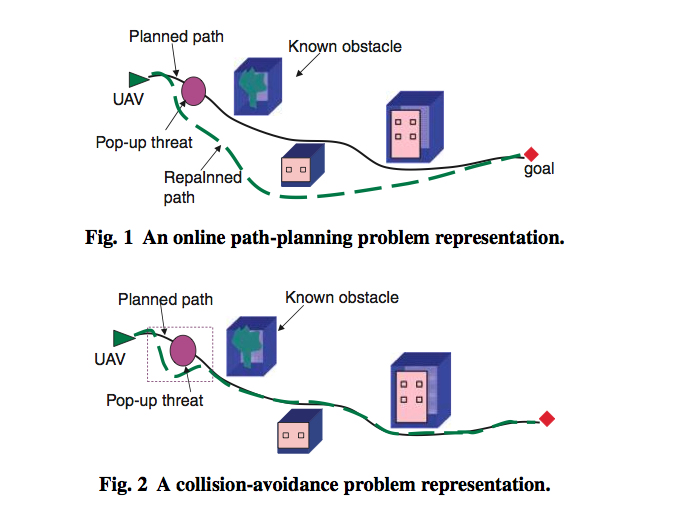 Planned path
Known obstacle
UAV
Pop-up threat
Repalnned
path
goal
Fig. 1 An online path-planning problem representation.
Planned path
Known obstacle
UAV
Pop-up threat
Fig. 2 A collision-avoidance problem representation.